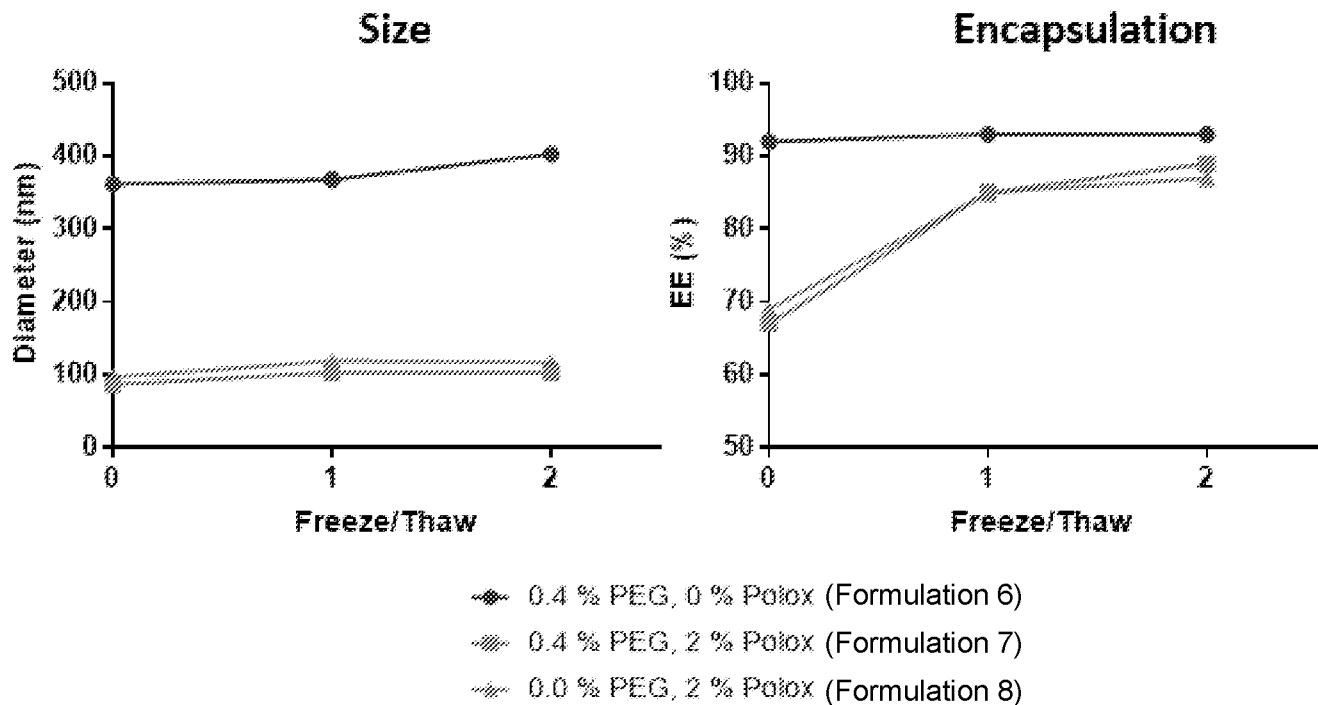 Size
500
400
300
200
100
0
Diameter (nm)
0 1 2
Freeze/Thaw
Encapsulation
100
90
80
70
60
50
EE (%)
0 1 2
Freeze/Thaw
0.4 % PEG, 0 % Polox (Formulation 6)
0.4 % PEG, 2 % Polox (Formulation 7)
0.0 % PEG, 2 % Polox (Formulation 8)